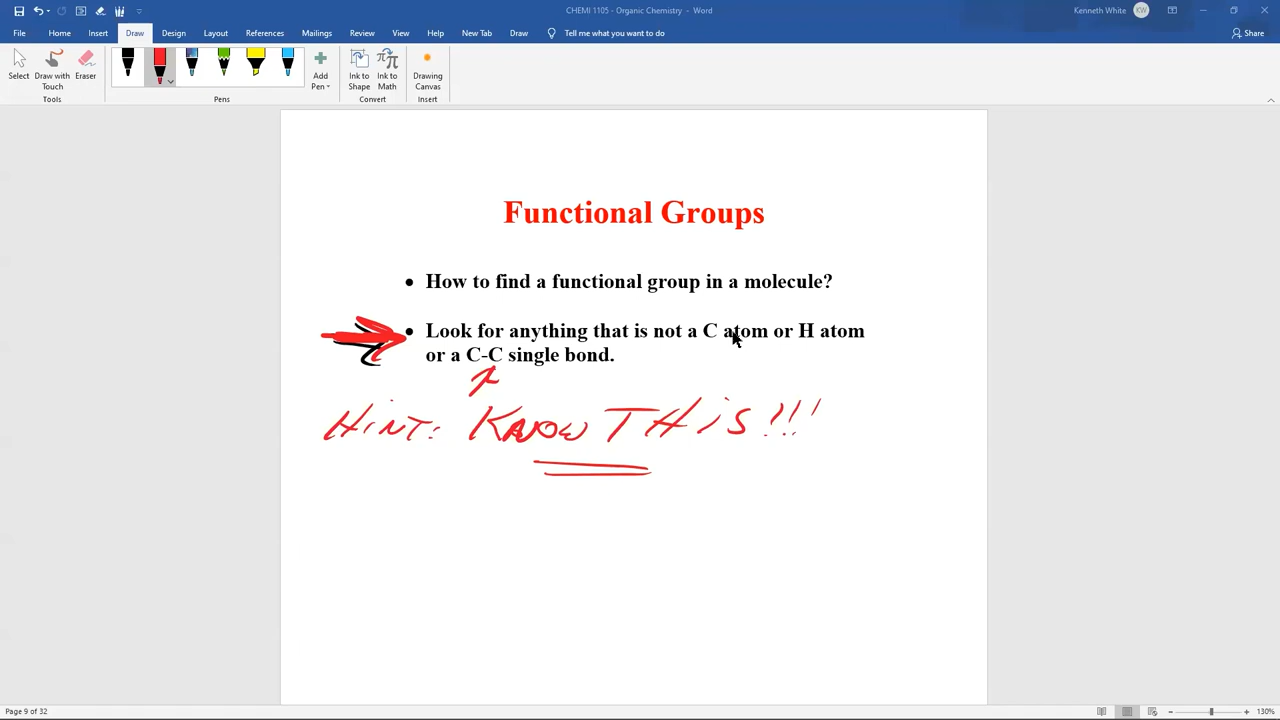 CHEMI 1105 - Organic Chemistry - Word
Kenneth White KW
File Home Insert Draw Design Layout References Mailings Review View Help New Tab Draw Tell me what you want to do Share
Select Draw with Touch Eraser Add Pen Ink to Shape Ink to Math Drawing Canvas
Tools Pens Convert Insert
Functional Groups
• How to find a functional group in a molecule?
• Look for anything that is not a C atom or H atom
or a C-C single bond.
HiNT: KNOW THiS!!!
Page 9 of 32
130%